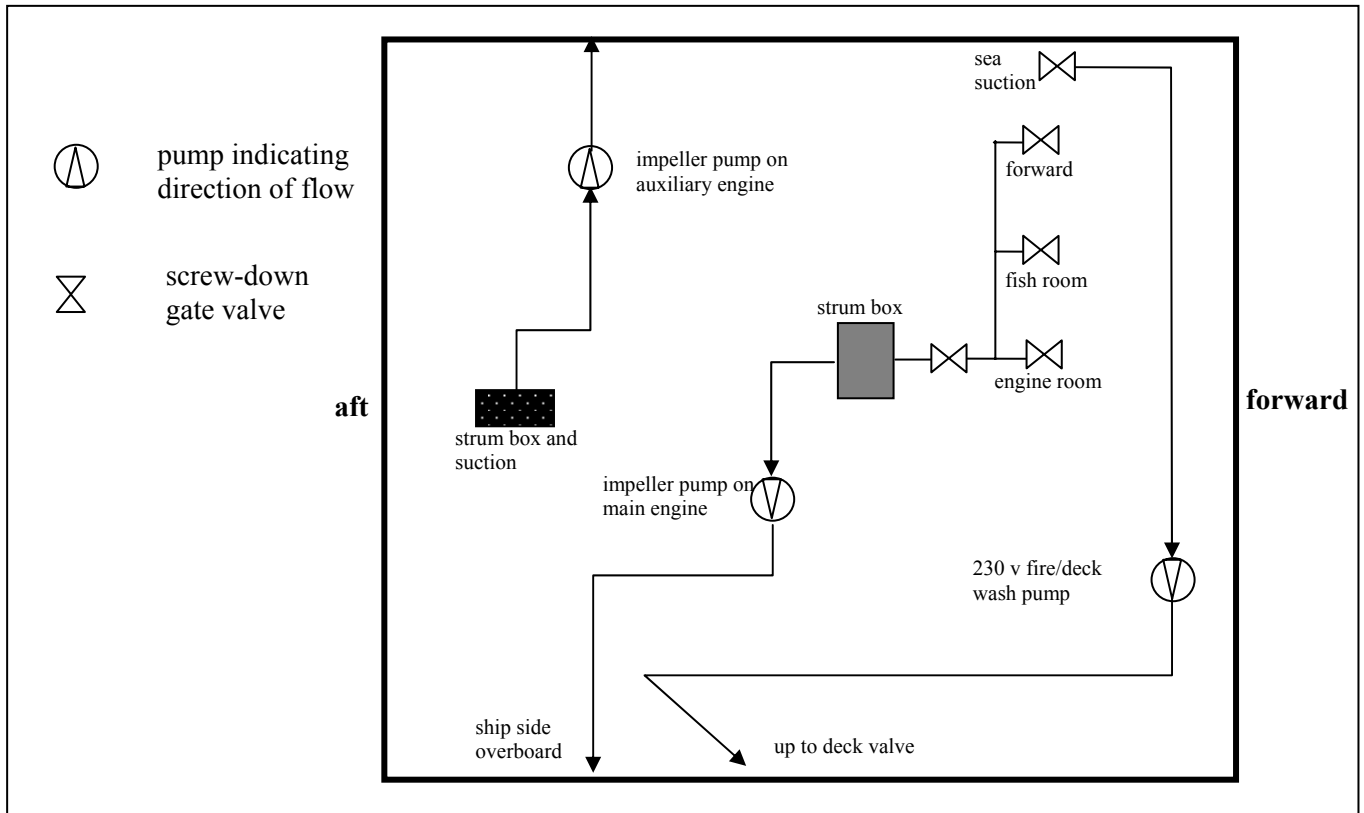 pump indicating
direction of flow
screw-down
gate valve
aft
forward
impeller pump on
auxiliary engine
strum box and
suction
sea
suction
forward
fish room
engine room
strum box
impeller pump on
main engine
230 v fire/deck
wash pump
ship side
overboard
up to deck valve